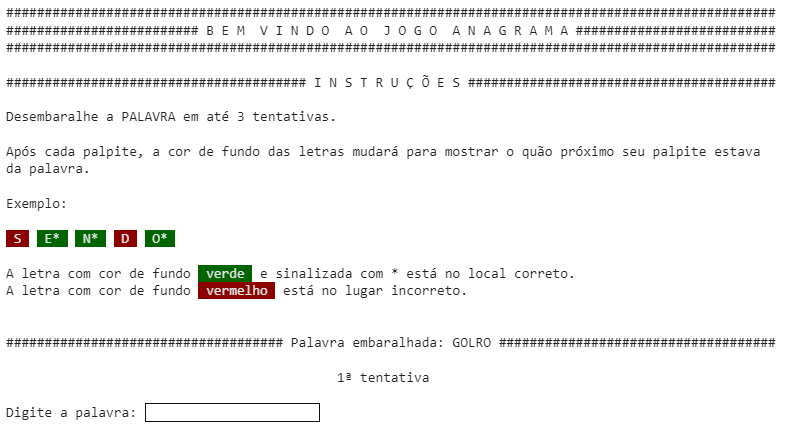 ####################################################################################################
######################### B E M  V I N D O  A O  J O G O  A N A G R A M A ##########################
####################################################################################################
####################################### I N S T R U Ç Õ E S ########################################
Desembaralhe a PALAVRA em até 3 tentativas.
Após cada palpite, a cor de fundo das letras mudará para mostrar o quão próximo seu palpite estava
da palavra.
Exemplo:
S E* N* D O*
A letra com cor de fundo verde e sinalizada com * está no local correto.
A letra com cor de fundo vermelho está no lugar incorreto.
#################################### Palavra embaralhada: GOLRO ####################################
1ª tentativa
Digite a palavra: